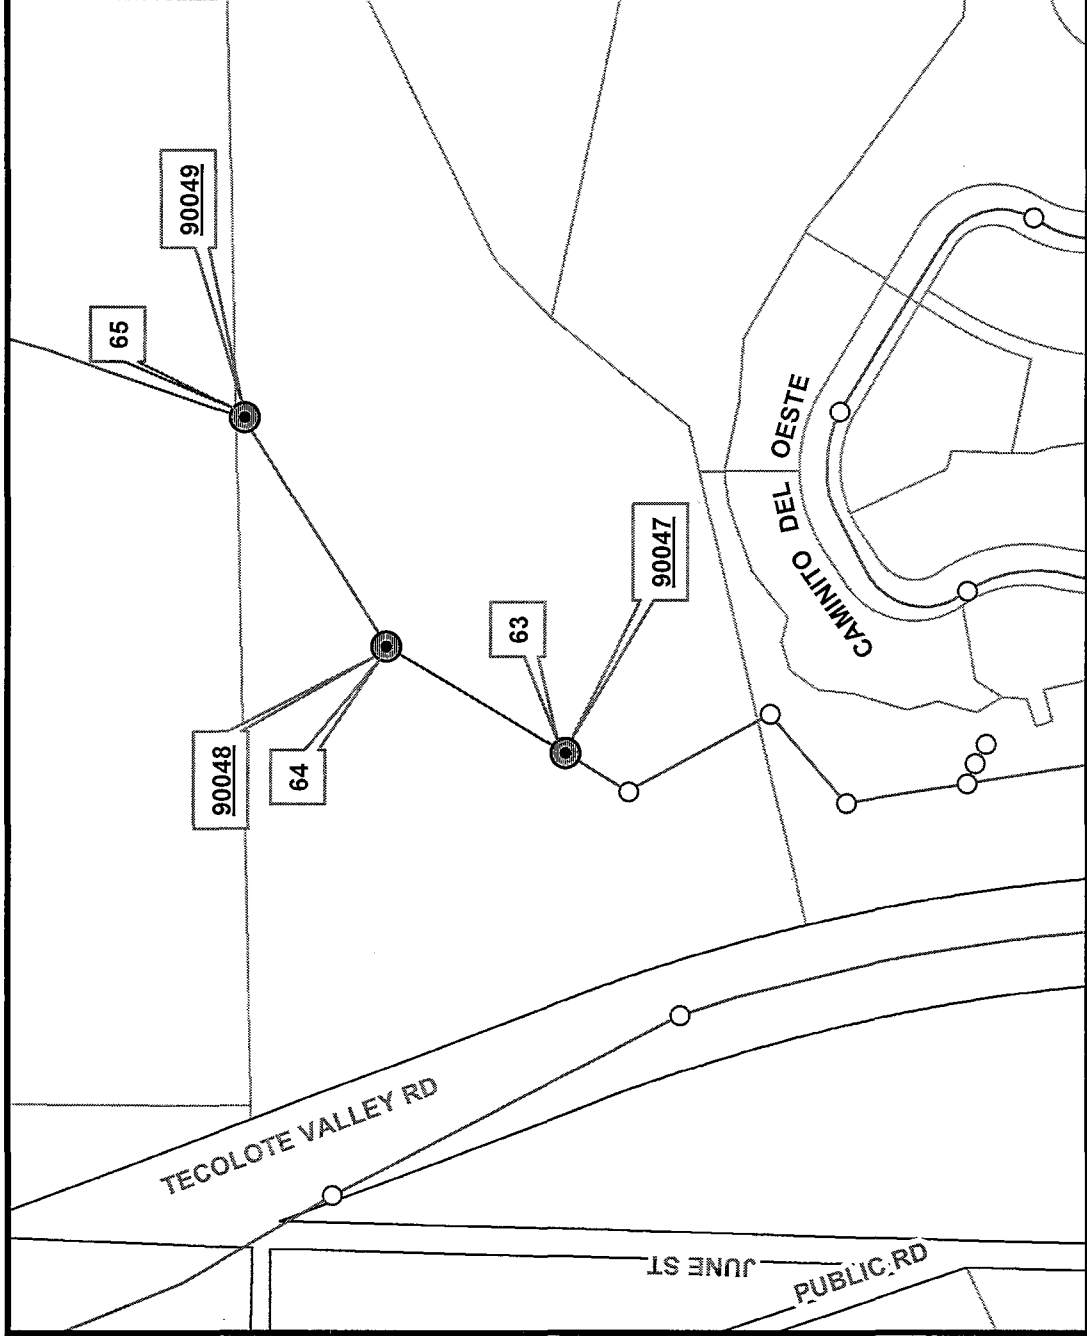 90049
65
90048
64
63
90047
CAMINITO DEL OESTE
TECOLOTE VALLEY RD
JUNE ST
PUBLIC RD